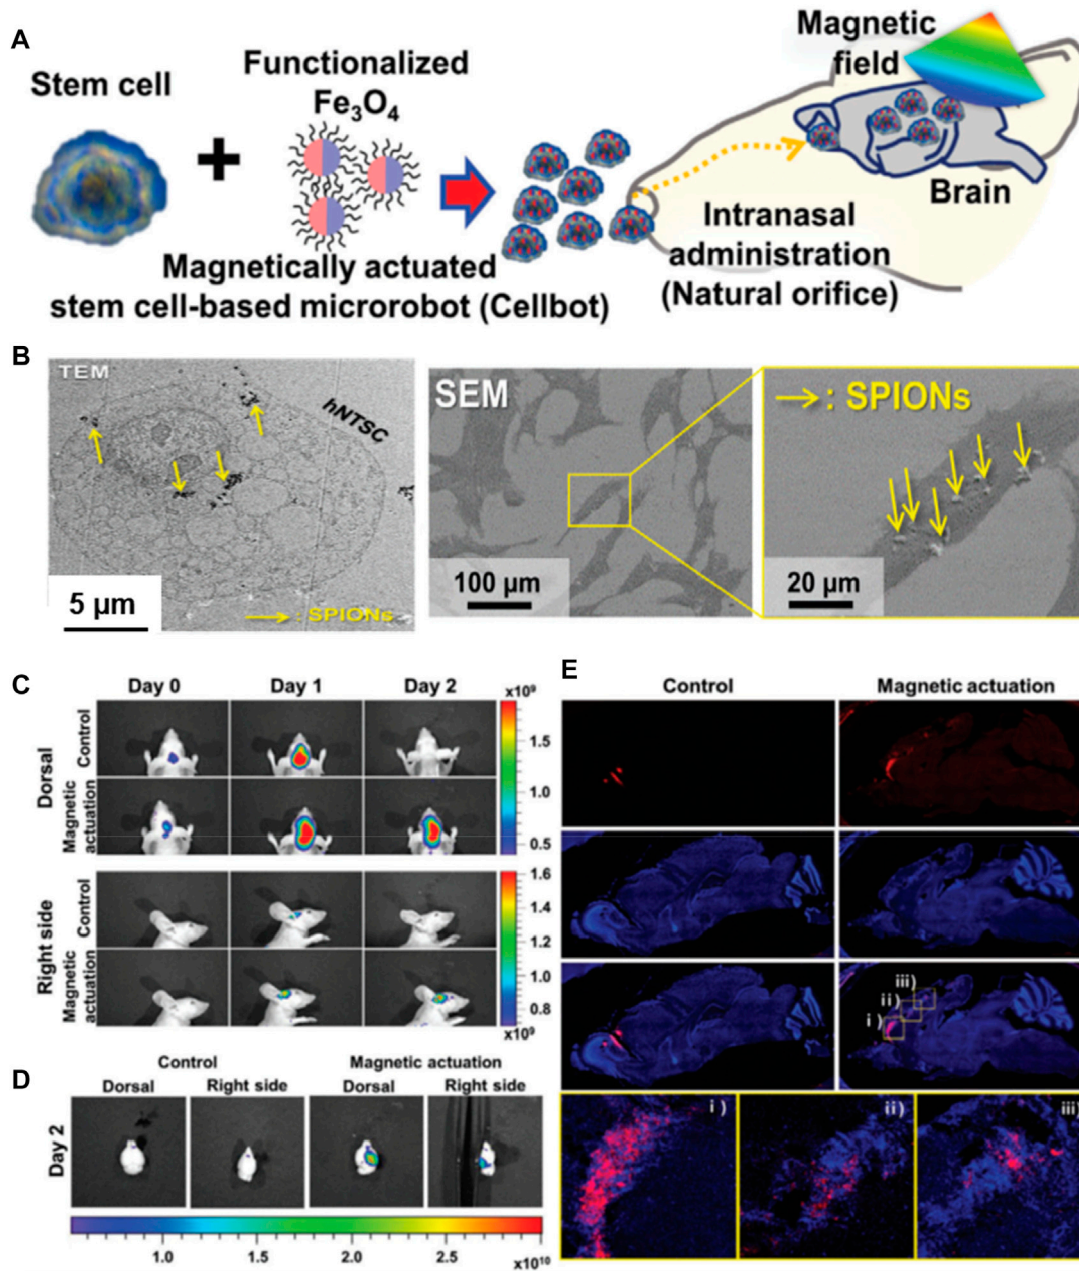 A
Stem cell
+
Functionalized
Fe₃O₄
Magnetically actuated
stem cell-based microrobot (Cellbot)
Magnetic
field
Brain
Intranasal
administration
(Natural orifice)
B
TEM
hNTSC
5 µm
: SPIONs
SEM
100 µm
→ : SPIONs
20 µm
C
Day 0
Day 1
Day 2
x10⁹
Dorsal
Control
Magnetic
actuation
1.5
1.0
0.5
Right side
Control
Magnetic
actuation
1.6
1.4
1.2
1.0
0.8
x10⁹
D
Control
Magnetic actuation
Dorsal
Right side
Dorsal
Right side
Day 2
1.0
1.5
2.0
2.5
x10¹⁰
E
Control
Magnetic actuation
iii )
ii )
i )
i )
ii )
iii )